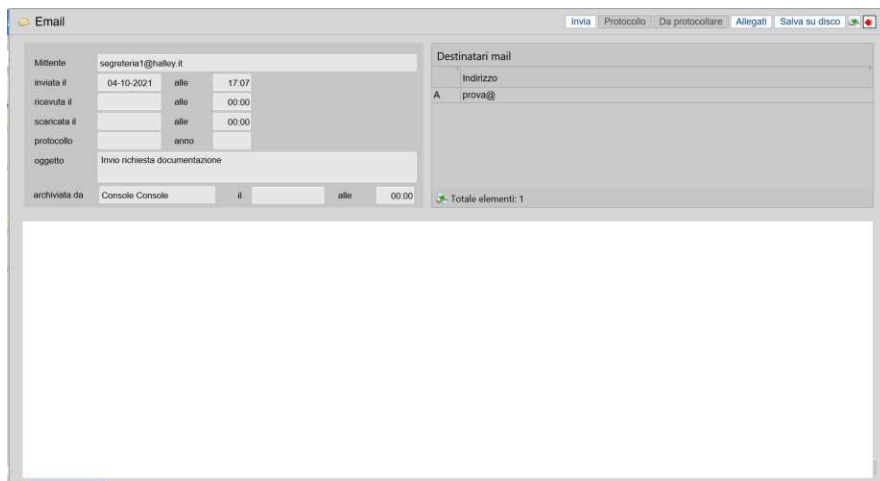 Email
Invia Protocollo Da protocollare Allegati Salva su disco
Mittente segreteria1@halley.it
inviata il 04-10-2021 alle 17:07
ricevuta il alle 00:00
scaricata il alle 00:00
protocollo anno
oggetto Invio richiesta documentazione
archiviata da Console Console il alle 00:00
Destinatari mail
Indirizzo
A prova@
Totale elementi: 1